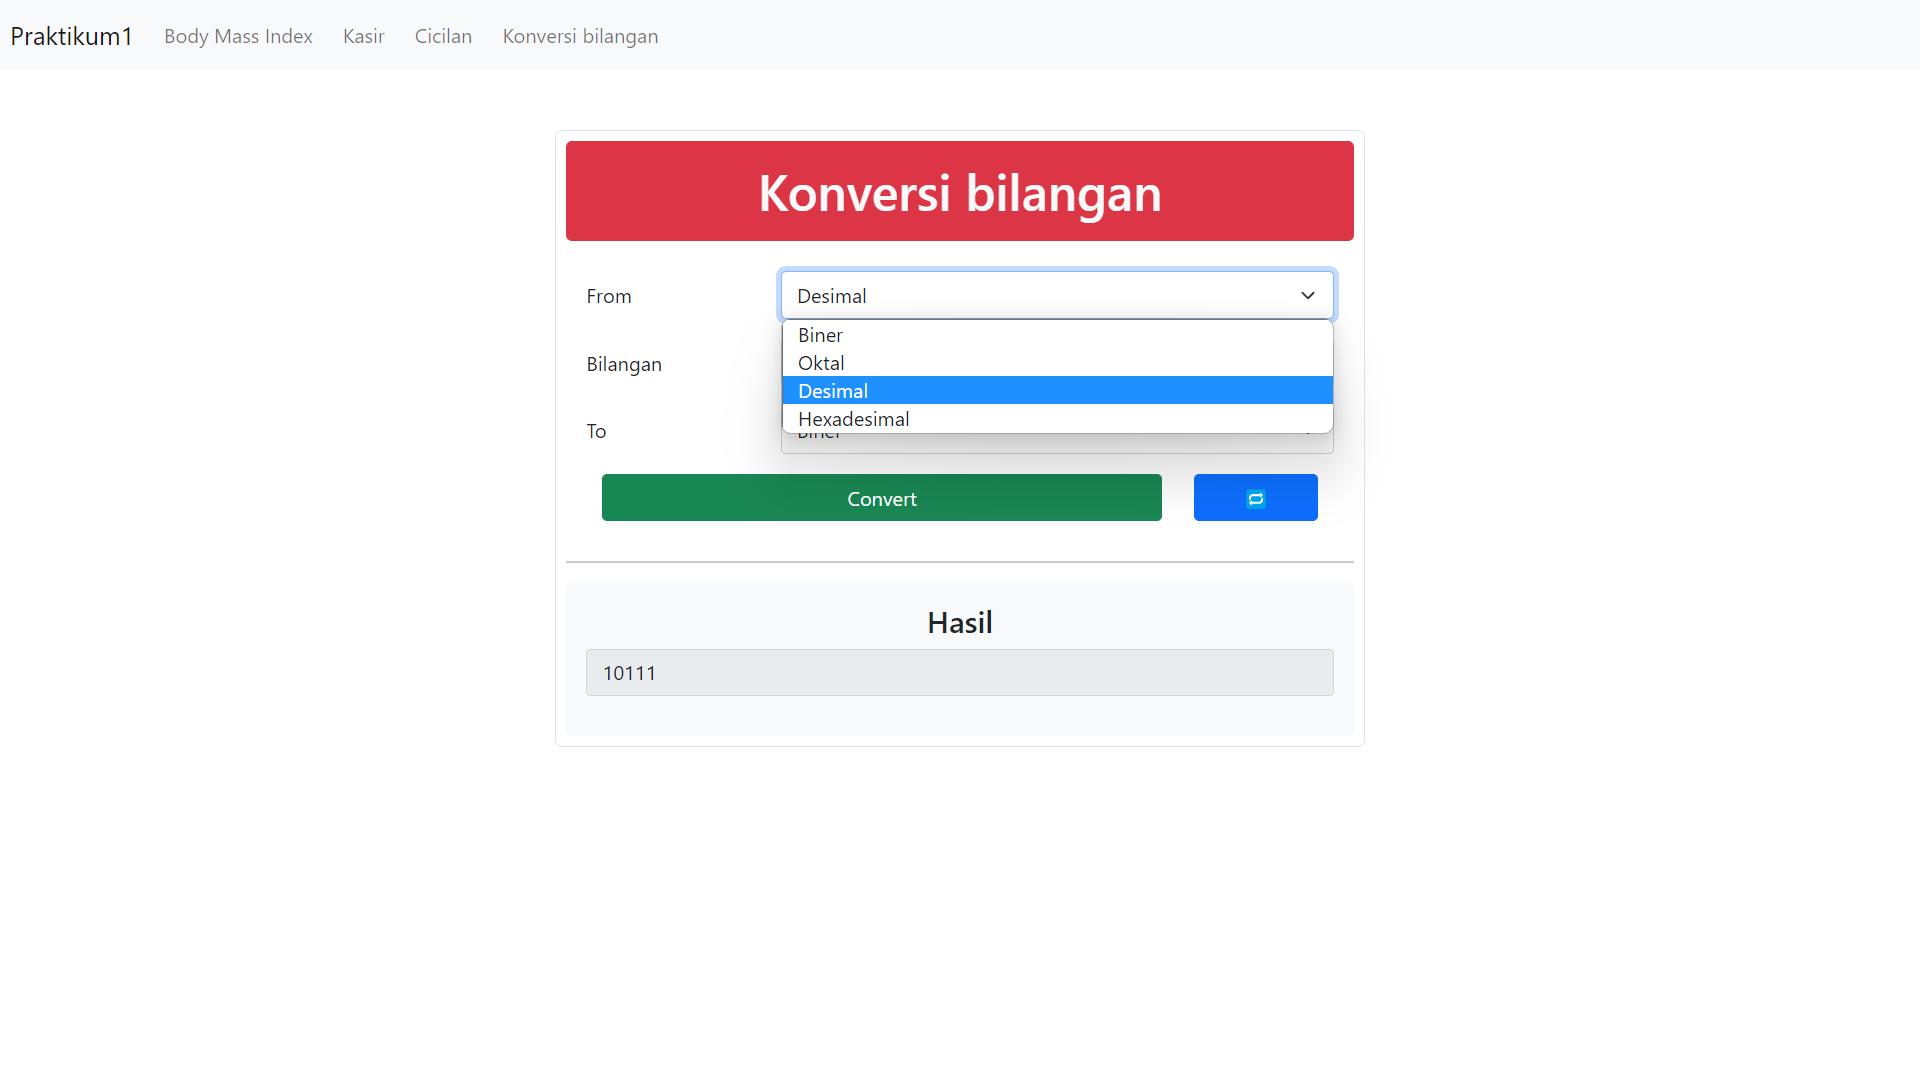 Praktikum1 Body Mass Index Kasir Cicilan Konversi bilangan
Konversi bilangan
From Desimal
Biner
Bilangan
Oktal
Desimal
Hexadesimal
To Biner
Convert
Hasil
10111